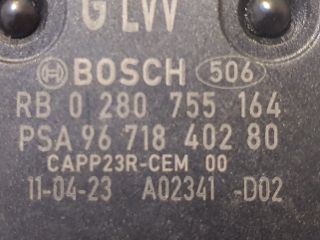 G LVV
BOSCH 506
RB 0 280 755 164
PSA 96 718 402 80
CAPP23R-CEM 00
11-04-23 A02341 -D02